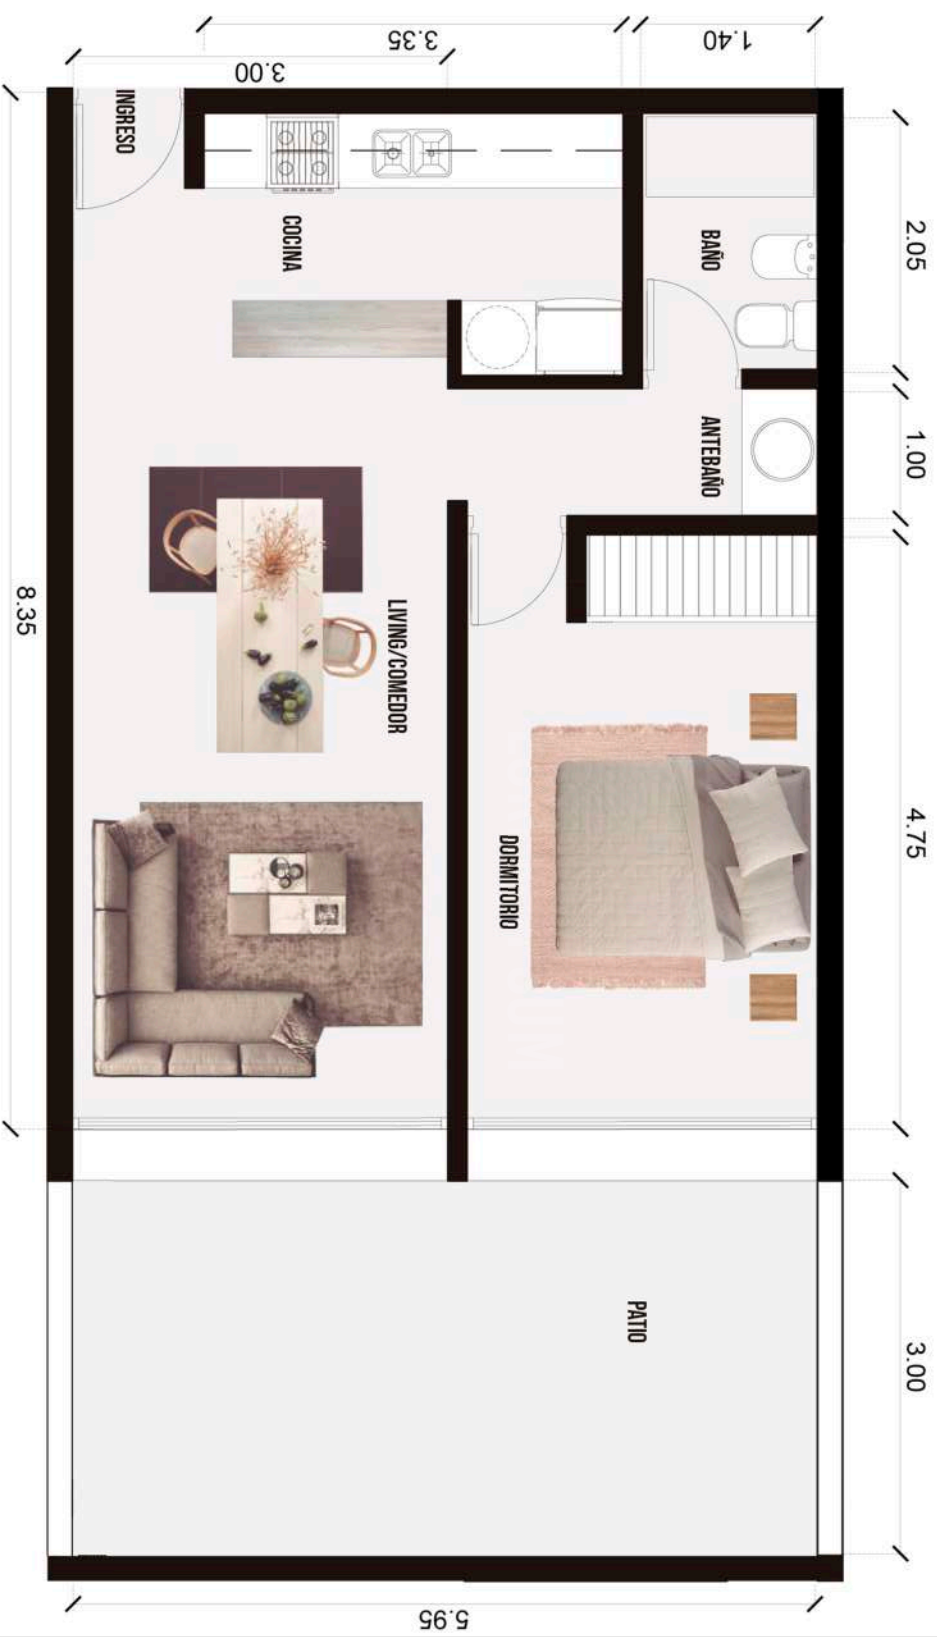 3.35
1.40
3.00
INGRESO
COCINA
BAÑO
2.05
ANTEBAÑO
1.00
8.35
LIVING/COMEDOR
DORMITORIO
4.75
PATIO
3.00
5.95